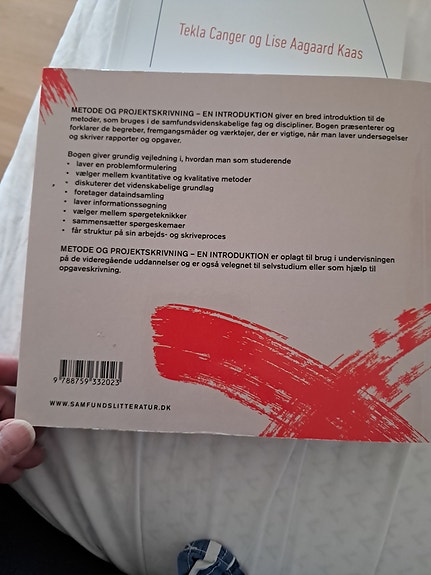 Tekla Canger og Lise Aagaard Kaas
METODE OG PROJEKTSKRIVNING – EN INTRODUKTION giver en bred introduktion til de
metoder, som bruges i de samfundsvidenskabelige fag og discipliner. Bogen præsenterer og
forklarer de begreber, fremgangsmåder og værktøjer, der er vigtige, når man laver undersøgelser
og skriver rapporter og opgaver.
Bogen giver grundig vejledning i, hvordan man som studerende
• laver en problemformulering
• vælger mellem kvantitative og kvalitative metoder
• diskuterer det videnskabelige grundlag
• foretager dataindsamling
• laver informationssøgning
• vælger mellem spørgeteknikker
• sammensætter spørgeskemaer
• får struktur på sin arbejds- og skriveproces
METODE OG PROJEKTSKRIVNING – EN INTRODUKTION er oplagt til brug i undervisningen
på de videregående uddannelser og er også velegnet til selvstudium eller som hjælp til
opgaveskrivning.
9 788759 332023
WWW.SAMFUNDSLITTERATUR.DK